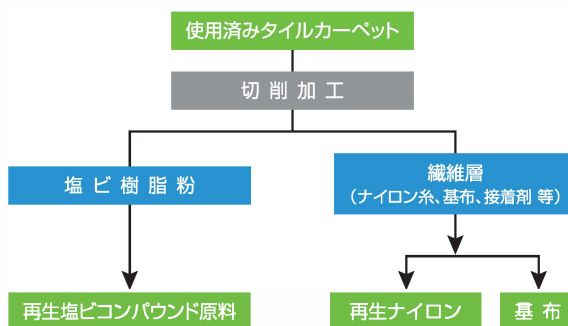 使用済みタイルカーペット
切削加工
塩ビ樹脂粉
繊維層
（ナイロン糸、基布、接着剤 等）
再生塩ビコンパウンド原料
再生ナイロン
基布